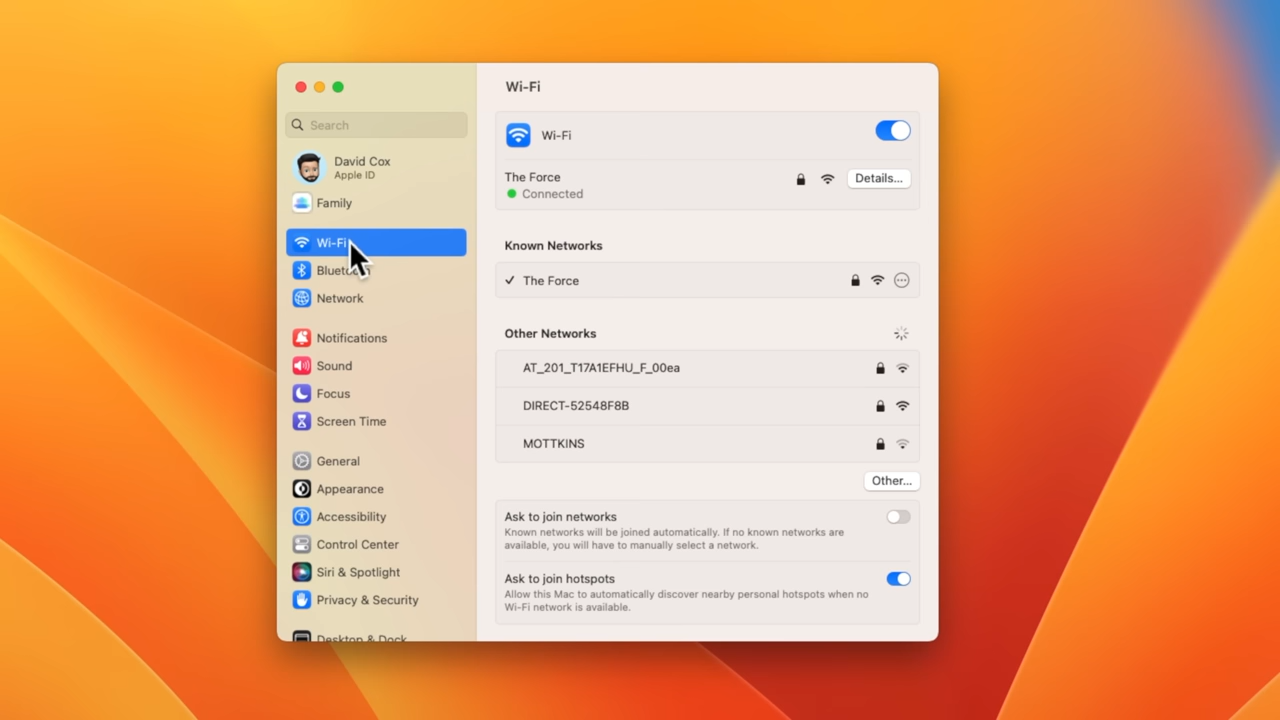 Search
David Cox
Apple ID
Family
Wi-Fi
Bluetooth
Network
Notifications
Sound
Focus
Screen Time
General
Appearance
Accessibility
Control Center
Siri & Spotlight
Privacy & Security
Desktop & Dock
Wi-Fi
Wi-Fi
The Force
Details...
Connected
Known Networks
✓ The Force
Other Networks
AT_201_T17A1EFHU_F_00ea
DIRECT-52548F8B
MOTTKINS
Other...
Ask to join networks
Known networks will be joined automatically. If no known networks are
available, you will have to manually select a network.
Ask to join hotspots
Allow this Mac to automatically discover nearby personal hotspots when no
Wi-Fi network is available.